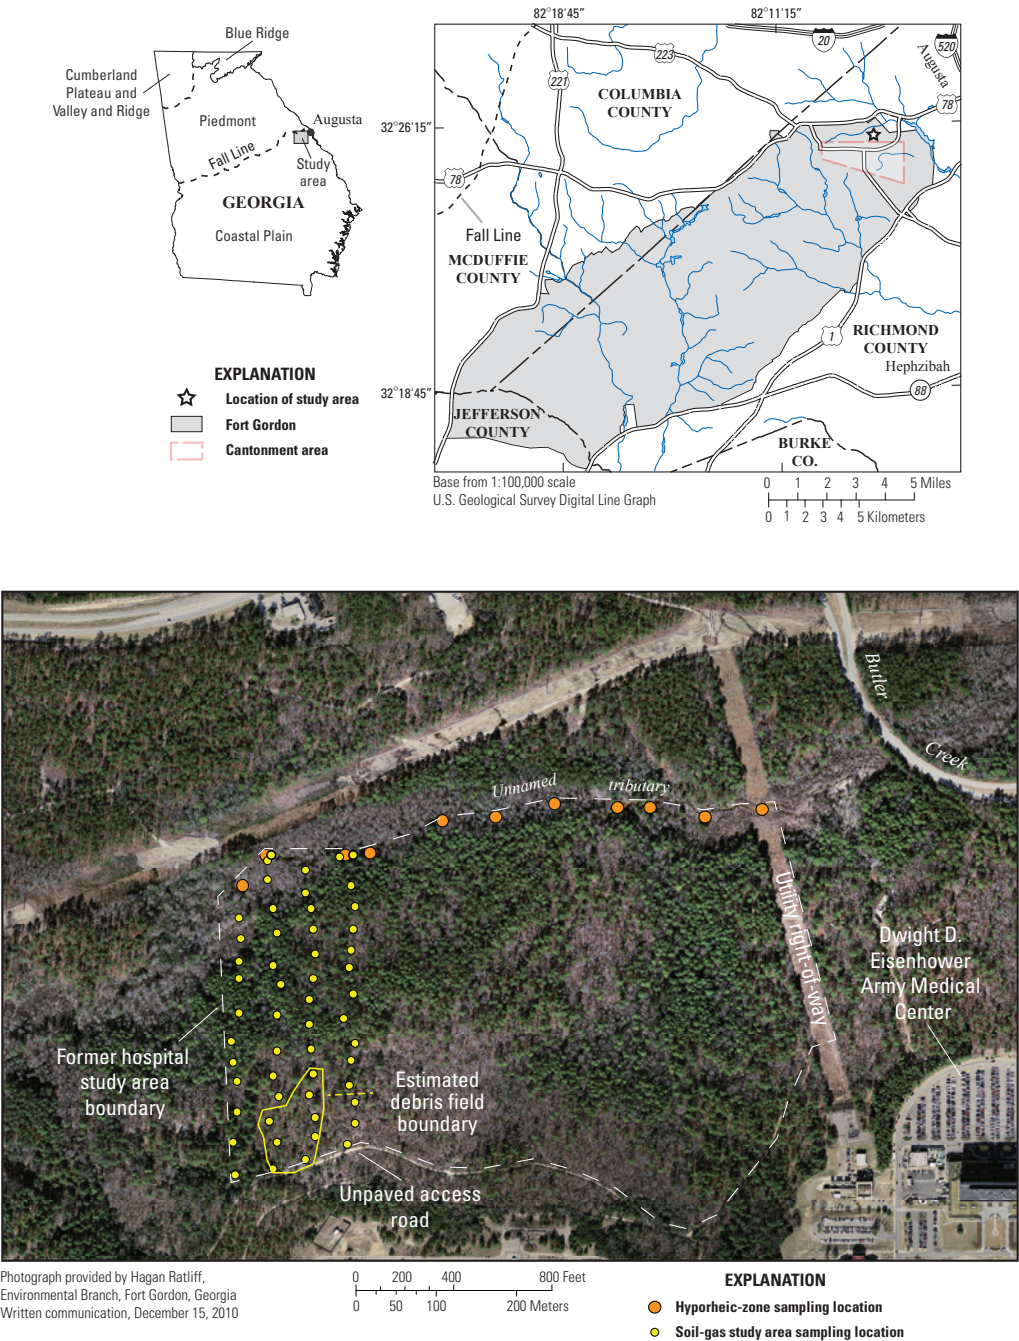 Blue Ridge
Cumberland
Plateau and
Valley and Ridge
Piedmont
Augusta
Fall Line
Study
area
GEORGIA
Coastal Plain
EXPLANATION
Location of study area
Fort Gordon
Cantonment area
82°18'45"
82°11'15"
32°26'15"
32°18'45"
221
223
20
520
Augusta
78
COLUMBIA
COUNTY
78
Fall Line
MCDUFFIE
COUNTY
1
RICHMOND
COUNTY
Hephzibah
88
JEFFERSON
COUNTY
BURKE
CO.
Base from 1:100,000 scale
U.S. Geological Survey Digital Line Graph
0 1 2 3 4 5 Miles
0 1 2 3 4 5 Kilometers
Butler
Creek
Unnamed tributary
Utility right-of-way
Dwight D.
Eisenhower
Army Medical
Center
Former hospital
study area
boundary
Estimated
debris field
boundary
Unpaved access
road
Photograph provided by Hagan Ratliff,
Environmental Branch, Fort Gordon, Georgia
Written communication, December 15, 2010
0 200 400 800 Feet
0 50 100 200 Meters
EXPLANATION
Hyporheic-zone sampling location
Soil-gas study area sampling location